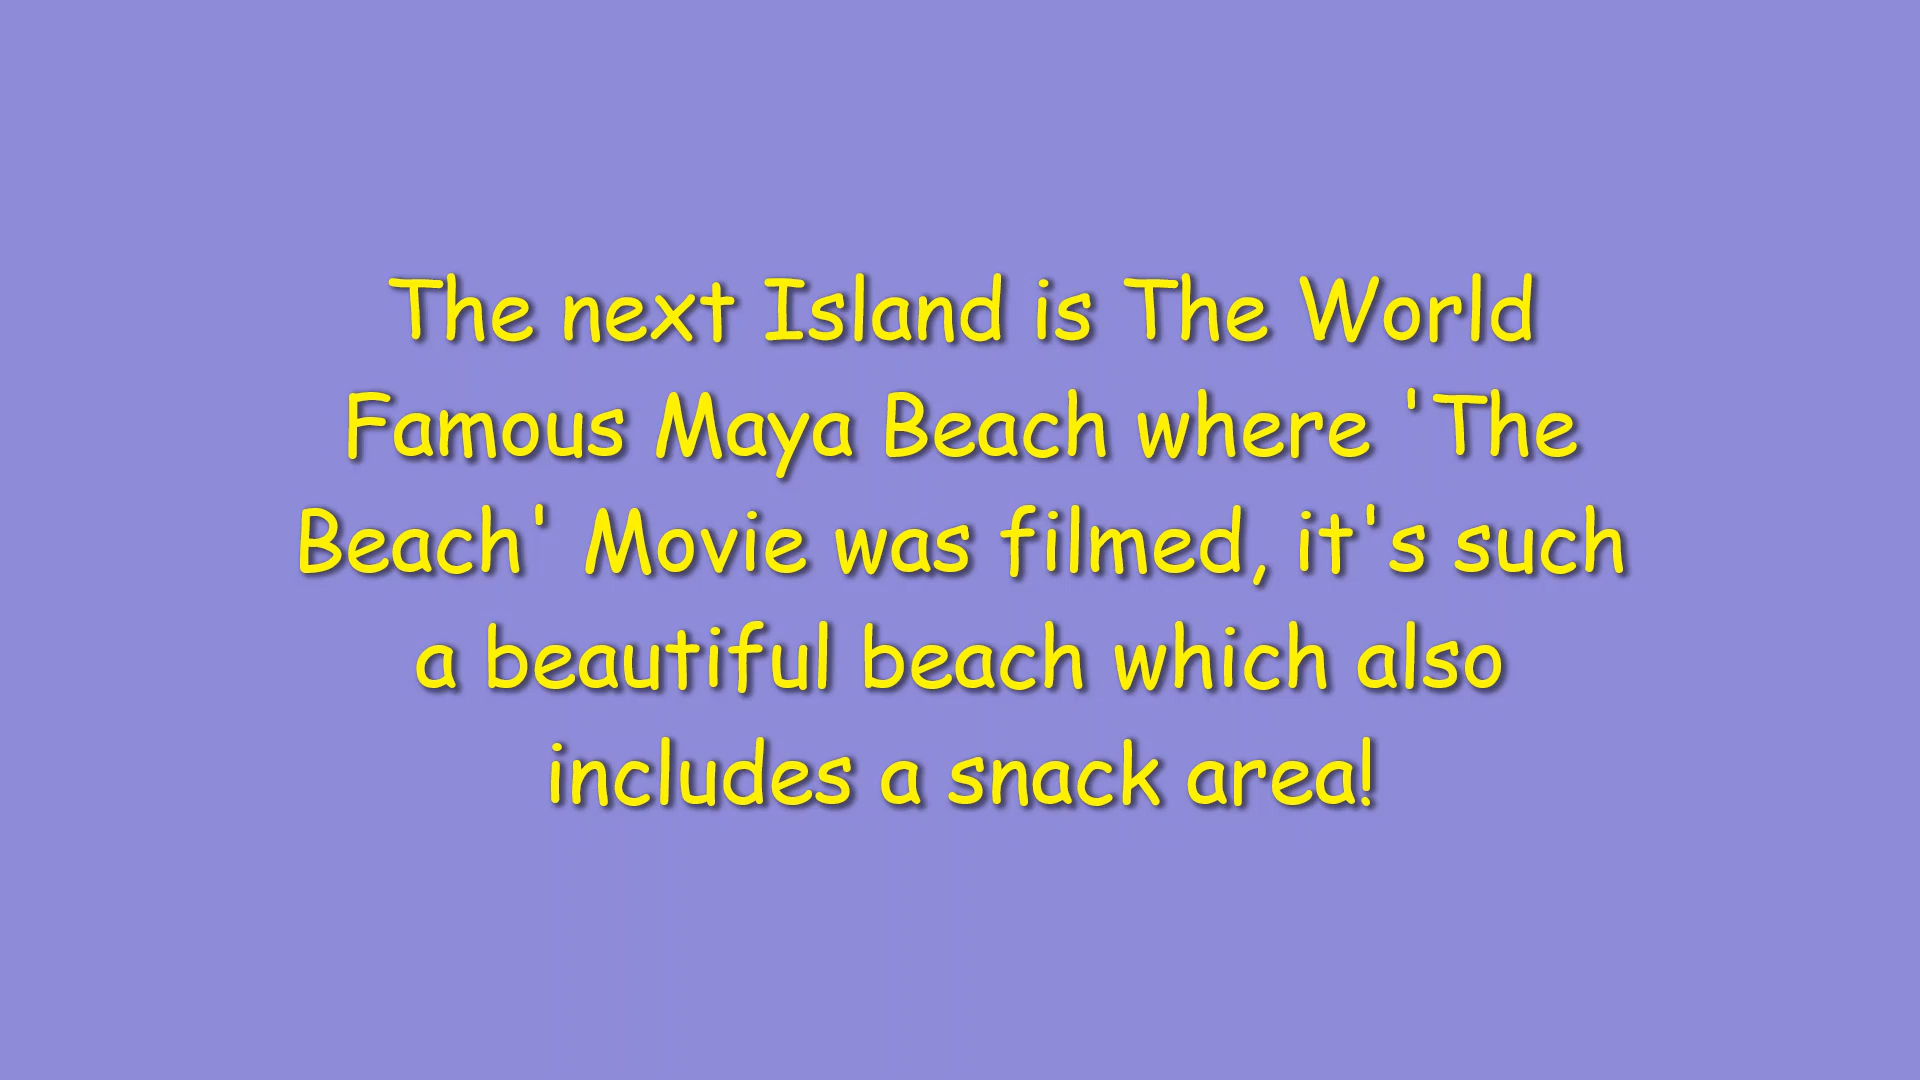 The next Island is The World
Famous Maya Beach where 'The
Beach' Movie was filmed, it's such
a beautiful beach which also
includes a snack area!